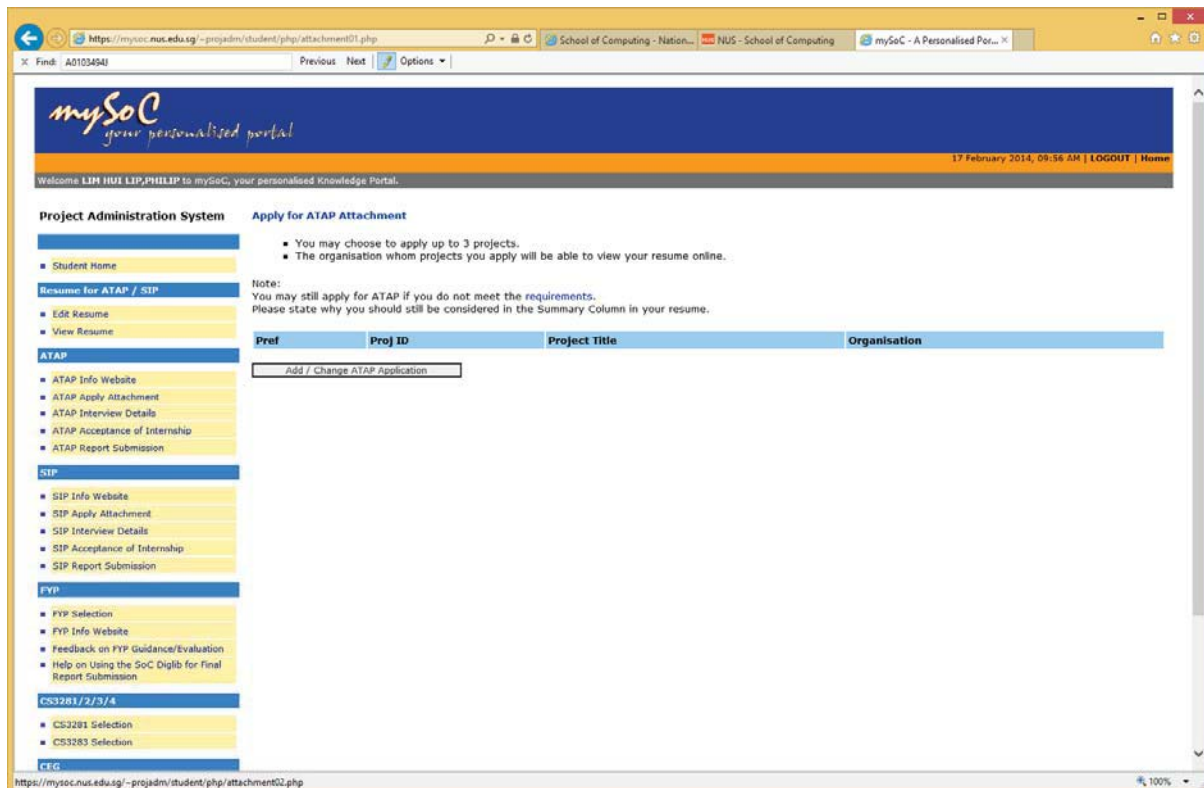 https://mysoc.nus.edu.sg/~projadm/student/php/attachment01.php
School of Computing - Nation...
NUS - School of Computing
mySoC - A Personalised Por...
Find: A0103494J
Previous Next Options
mySoC
your personalised portal
17 February 2014, 09:56 AM | LOGOUT | Home
Welcome LIM HUI LIP,PHILIP to mySoC, your personalised Knowledge Portal.
Project Administration System
Student Home
Resume for ATAP / SIP
Edit Resume
View Resume
ATAP
ATAP Info Website
ATAP Apply Attachment
ATAP Interview Details
ATAP Acceptance of Internship
ATAP Report Submission
SIP
SIP Info Website
SIP Apply Attachment
SIP Interview Details
SIP Acceptance of Internship
SIP Report Submission
FYP
FYP Selection
FYP Info Website
Feedback on FYP Guidance/Evaluation
Help on Using the SoC Diglib for Final
Report Submission
CS3281/2/3/4
CS3281 Selection
CS3283 Selection
CEG
Apply for ATAP Attachment
You may choose to apply up to 3 projects.
The organisation whom projects you apply will be able to view your resume online.
Note:
You may still apply for ATAP if you do not meet the requirements.
Please state why you should still be considered in the Summary Column in your resume.
Pref Proj ID Project Title Organisation
Add / Change ATAP Application
https://mysoc.nus.edu.sg/~projadm/student/php/attachment02.php
100%